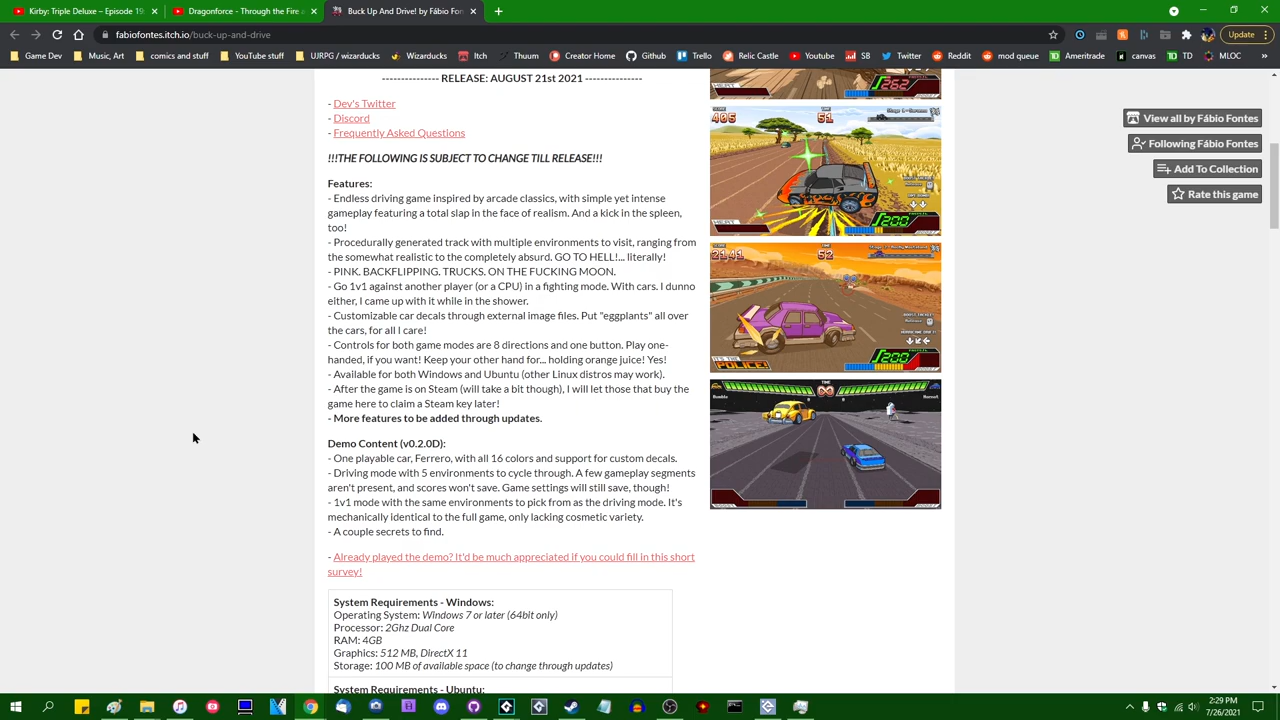 Kirby: Triple Deluxe - Episode 19
Dragonforce - Through The Fire a
Buck Up And Drive! by Fábio Fon
fabiofontes.itch.io/buck-up-and-drive
Update
Game Dev
Music, Art
comics and stuff
UJRPG / wizarducks
Wizarducks
Itch
Thuum
Creator Home
Github
Trello
Relic Castle
Youtube
SB
Twitter
Reddit
mod queue
Ameritrade
canvas
TD
MLOC
--------------- RELEASE: AUGUST 21st 2021 ---------------
- Dev's Twitter
- Discord
- Frequently Asked Questions
!!!THE FOLLOWING IS SUBJECT TO CHANGE TILL RELEASE!!!
Features:
- Endless driving game inspired by arcade classics, with simple yet intense
gameplay featuring a total slap in the face of realism. And a kick in the spleen,
too!
- Procedurally generated track with multiple environments to visit, ranging from
the somewhat realistic to the completely absurd. GO TO HELL!... literally!
- PINK. BACKFLIPPING. TRUCKS. ON THE FUCKING MOON.
- Go 1v1 against another player (or a CPU) in a fighting mode. With cars. I dunno
either, I came up with it while in the shower.
- Customizable car decals through external image files. Put "eggplants" all over
the cars, for all I care!
- Controls for both game modes are 8 directions and one button. Play one-
handed, if you want! Keep your other hand for... holding orange juice! Yes!
- Available for both Windows and Ubuntu (other Linux distros may work).
- After the game is on Steam (will take a bit though), I will let those that buy the
game here to claim a Steam key later!
- More features to be added through updates.
Demo Content (v0.2.0D):
- One playable car, Ferrero, with all 16 colors and support for custom decals.
- Driving mode with 5 environments to cycle through. A few gameplay segments
aren't present, and scores won't save. Game settings will still save, though!
- 1v1 mode with the same environments to pick from as the driving mode. It's
mechanically identical to the full game, only lacking cosmetic variety.
- A couple secrets to find.
- Already played the demo? It'd be much appreciated if you could fill in this short
survey!
System Requirements - Windows:
Operating System: Windows 7 or later (64bit only)
Processor: 2Ghz Dual Core
RAM: 4GB
Graphics: 512 MB, DirectX 11
Storage: 100 MB of available space (to change through updates)
System Requirements - Ubuntu:
HEAT
262
SCORE
405
TIME
51
HEAT
200
SCORE
2141
TIME
52
IT'S THE
POLICE!
200
TIME
View all by Fábio Fontes
Following Fábio Fontes
Add To Collection
Rate this game
2:29 PM
7/26/2021